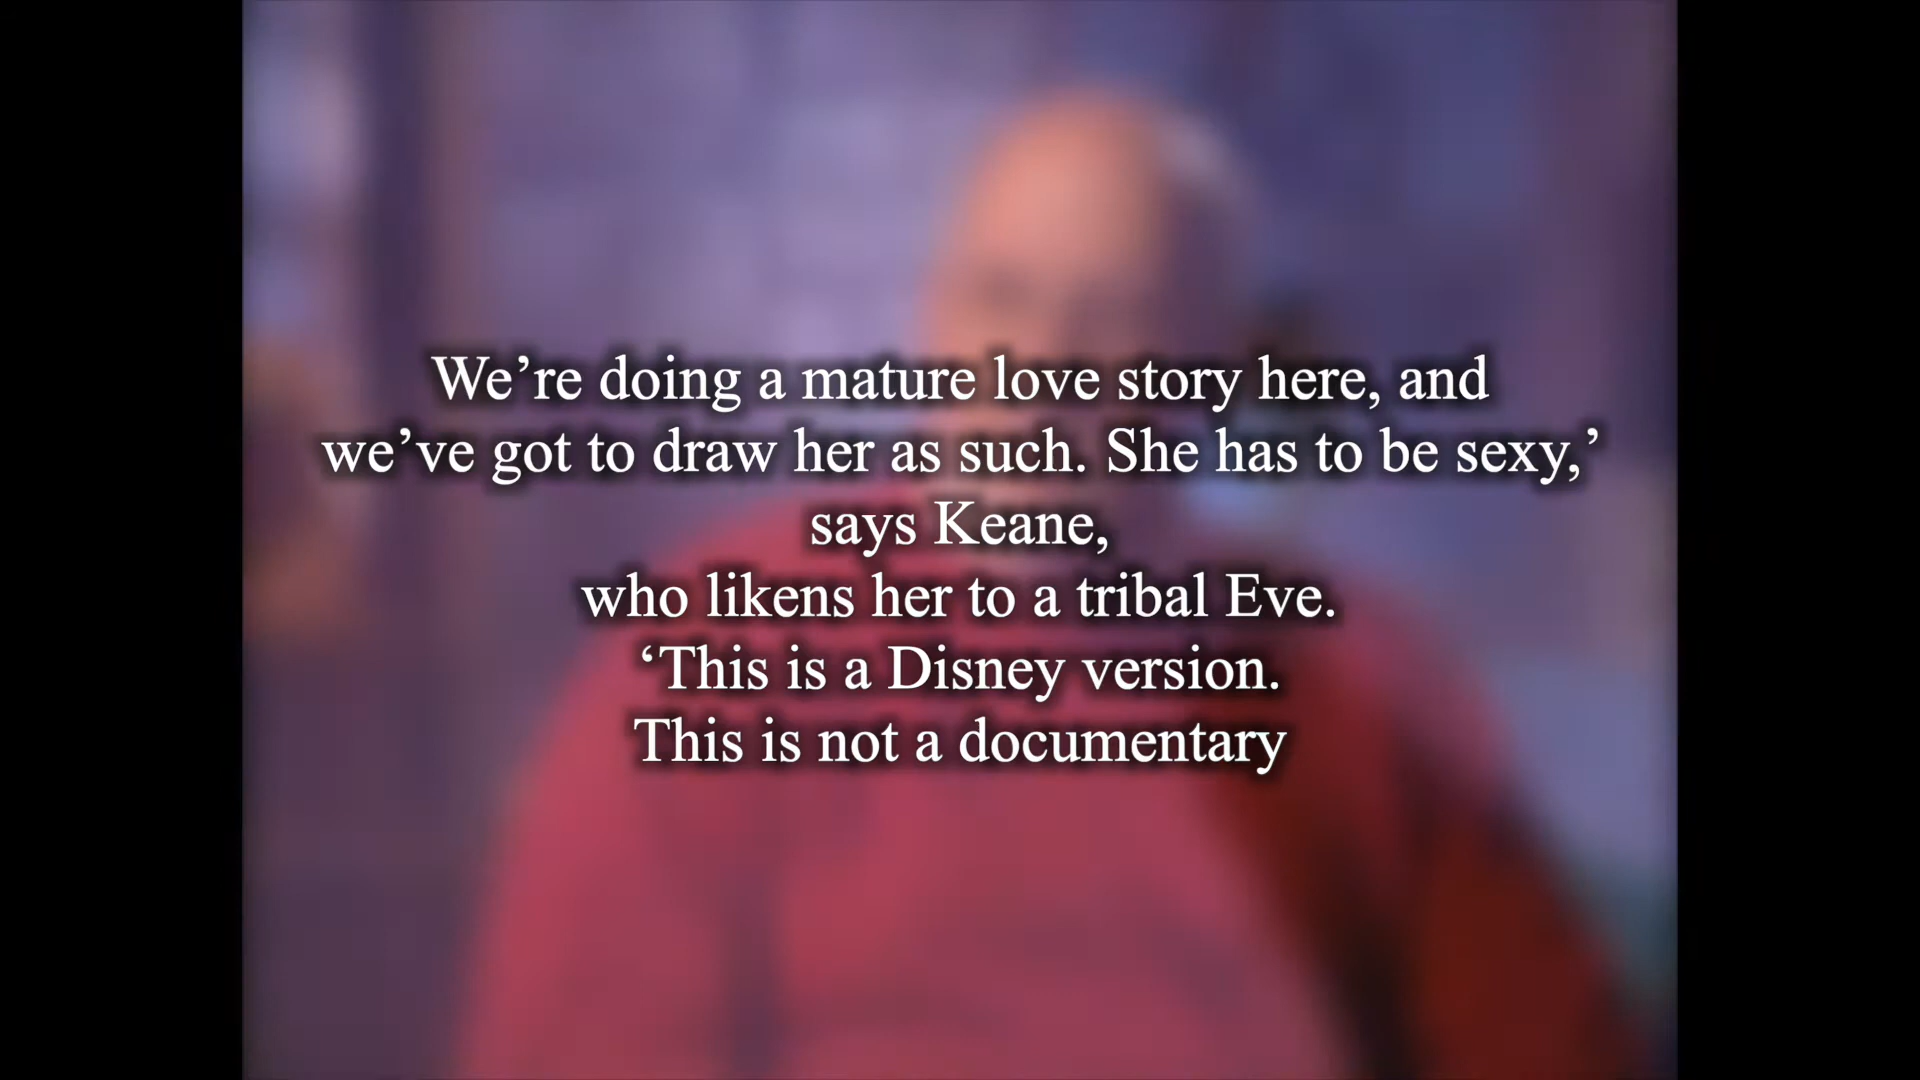 We’re doing a mature love story here, and
we’ve got to draw her as such. She has to be sexy,’
says Keane,
who likens her to a tribal Eve.
‘This is a Disney version.
This is not a documentary